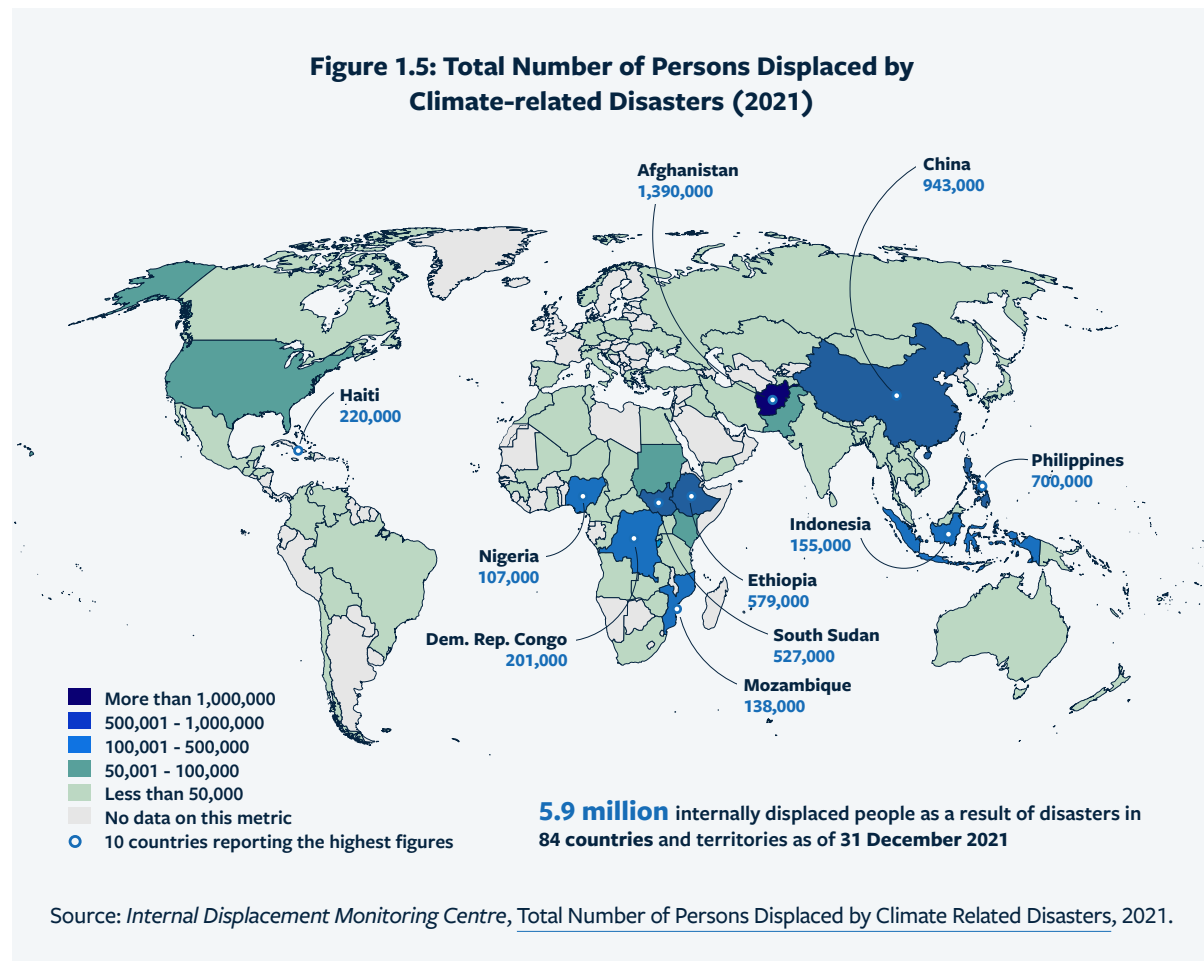 Figure 1.5: Total Number of Persons Displaced by
Climate-related Disasters (2021)
Afghanistan
1,390,000
China
943,000
Haiti
220,000
Philippines
700,000
Indonesia
155,000
Nigeria
107,000
Ethiopia
579,000
Dem. Rep. Congo
201,000
South Sudan
527,000
Mozambique
138,000
More than 1,000,000
500,001 - 1,000,000
100,001 - 500,000
50,001 - 100,000
Less than 50,000
No data on this metric
10 countries reporting the highest figures
5.9 million internally displaced people as a result of disasters in
84 countries and territories as of 31 December 2021
Source: Internal Displacement Monitoring Centre, Total Number of Persons Displaced by Climate Related Disasters, 2021.